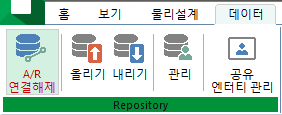 홈 보기 물리설계 데이터
A/R
연결해제 올리기 내리기 관리 공유
엔터티 관리
Repository